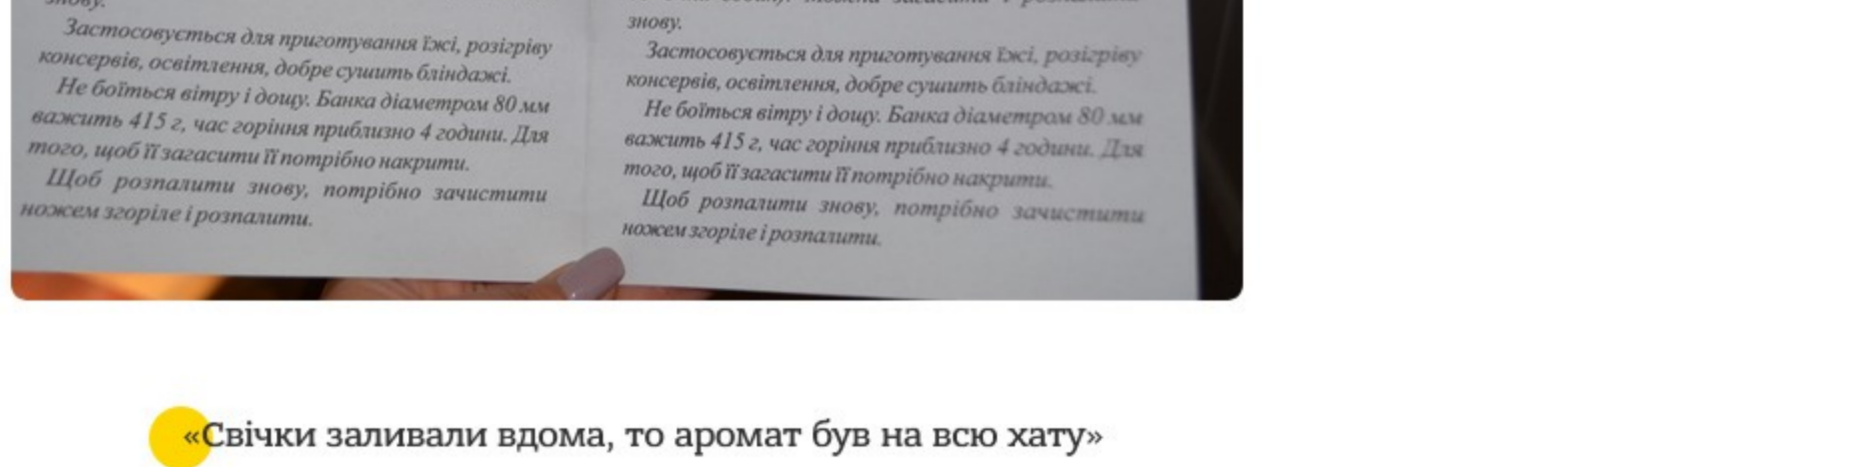 знову.
Застосовується для приготування їжі, розігріву
консервів, освітлення, добре сушить бліндажі.
Не боїться вітру і дощу. Банка діаметром 80 мм
важить 415 г, час горіння приблизно 4 години. Для
того, щоб її загасити її потрібно накрити.
Щоб розпалити знову, потрібно зачистити
ножем згоріле і розпалити.
знову.
Застосовується для приготування їжі, розігріву
консервів, освітлення, добре сушить бліндажі.
Не боїться вітру і дощу. Банка діаметром 80 мм
важить 415 г, час горіння приблизно 4 години. Для
того, щоб її загасити її потрібно накрити.
Щоб розпалити знову, потрібно зачистити
ножем згоріле і розпалити.
«Свічки заливали вдома, то аромат був на всю хату»